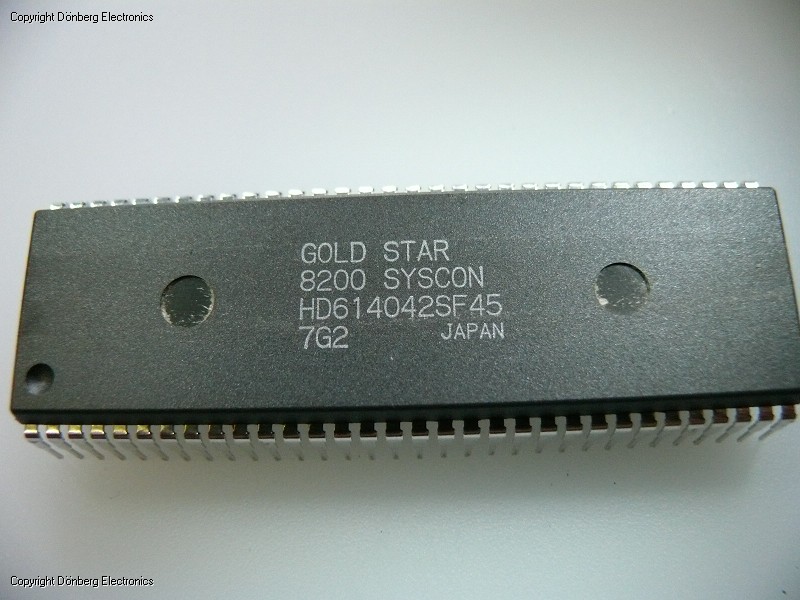 Copyright Dönberg Electronics
GOLD STAR
8200 SYSCON
HD614042SF45
7G2 JAPAN
Copyright Dönberg Electronics